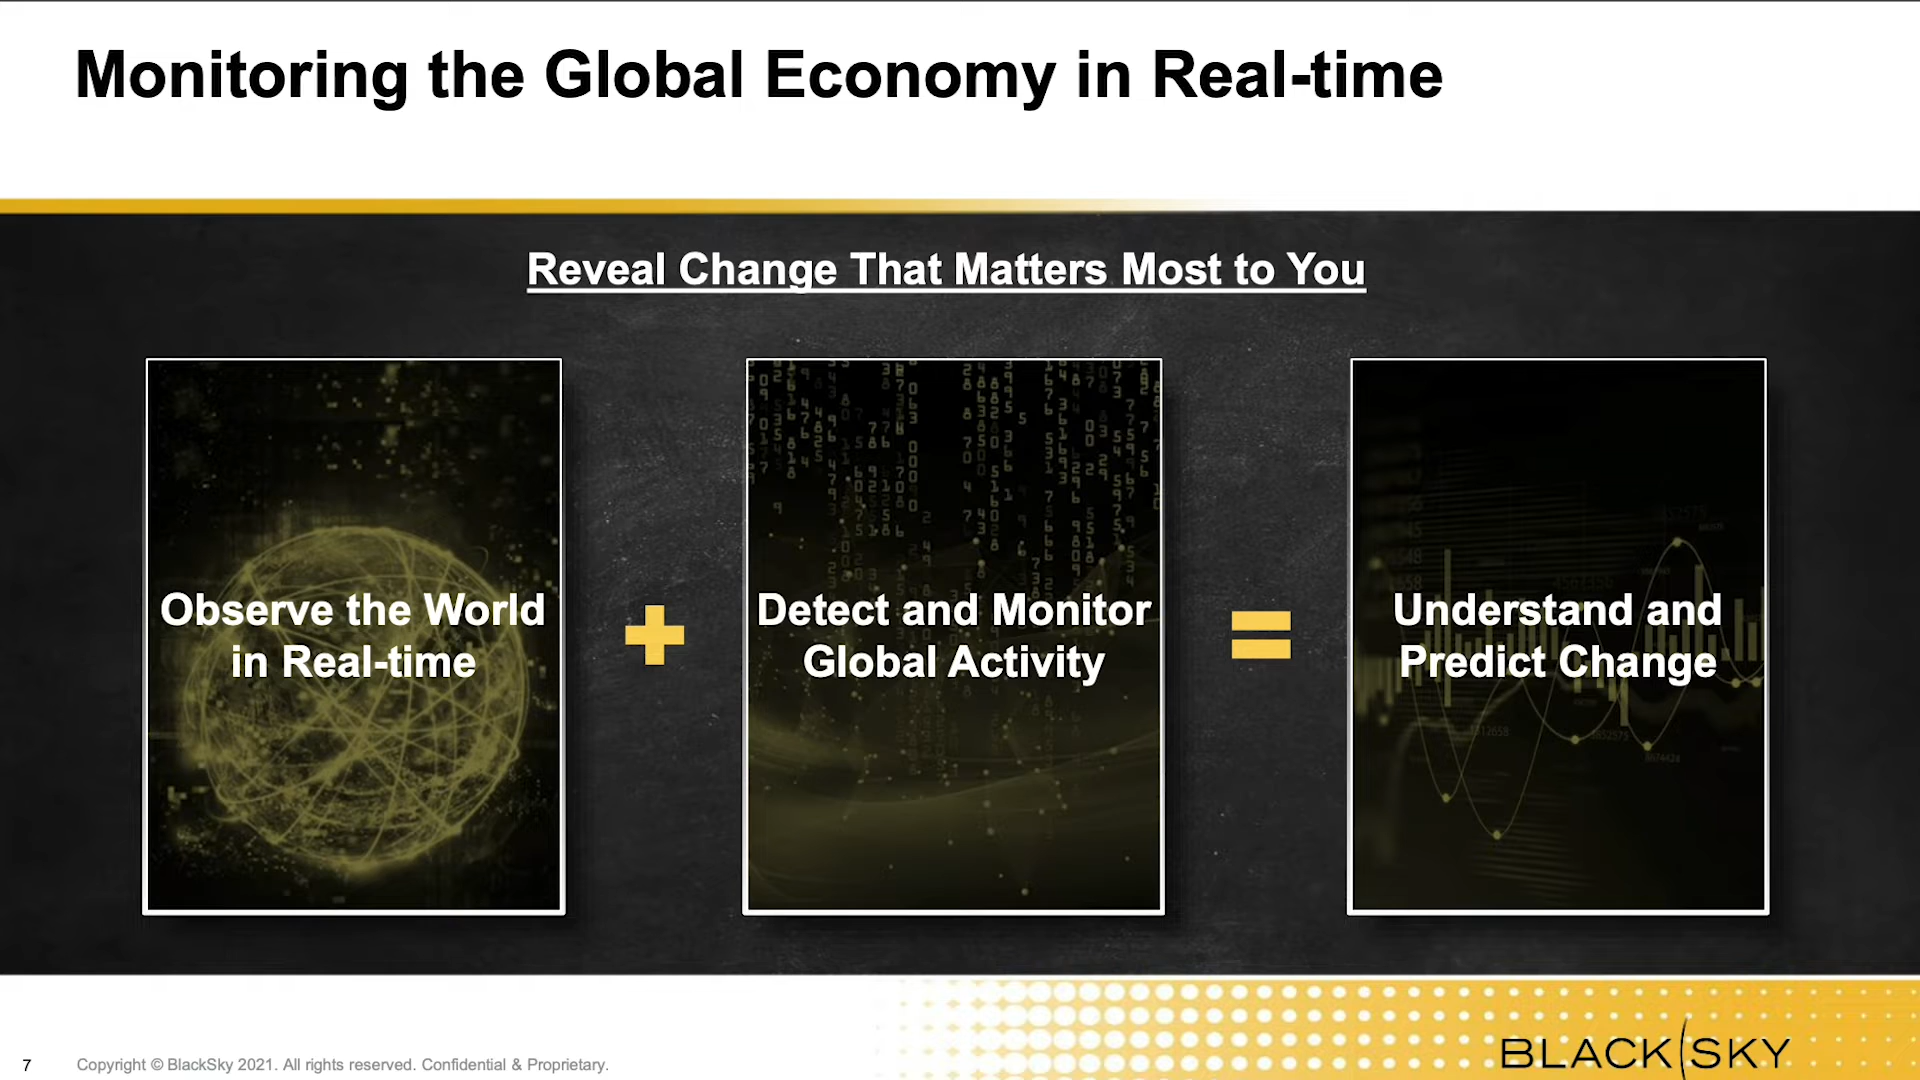 Monitoring the Global Economy in Real-time
Reveal Change That Matters Most to You
Observe the World
in Real-time
Detect and Monitor
Global Activity
Understand and
Predict Change
7
Copyright © BlackSky 2021. All rights reserved. Confidential & Proprietary.
BLACK SKY